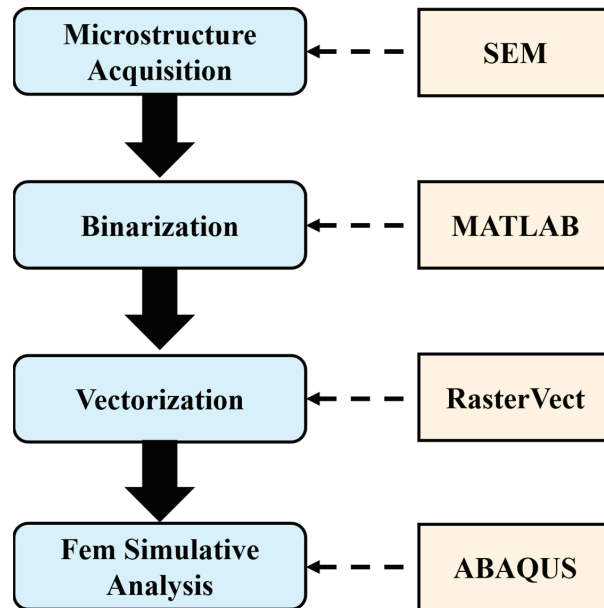 Microstructure
Acquisition
SEM
Binarization
MATLAB
Vectorization
RasterVect
Fem Simulative
Analysis
ABAQUS